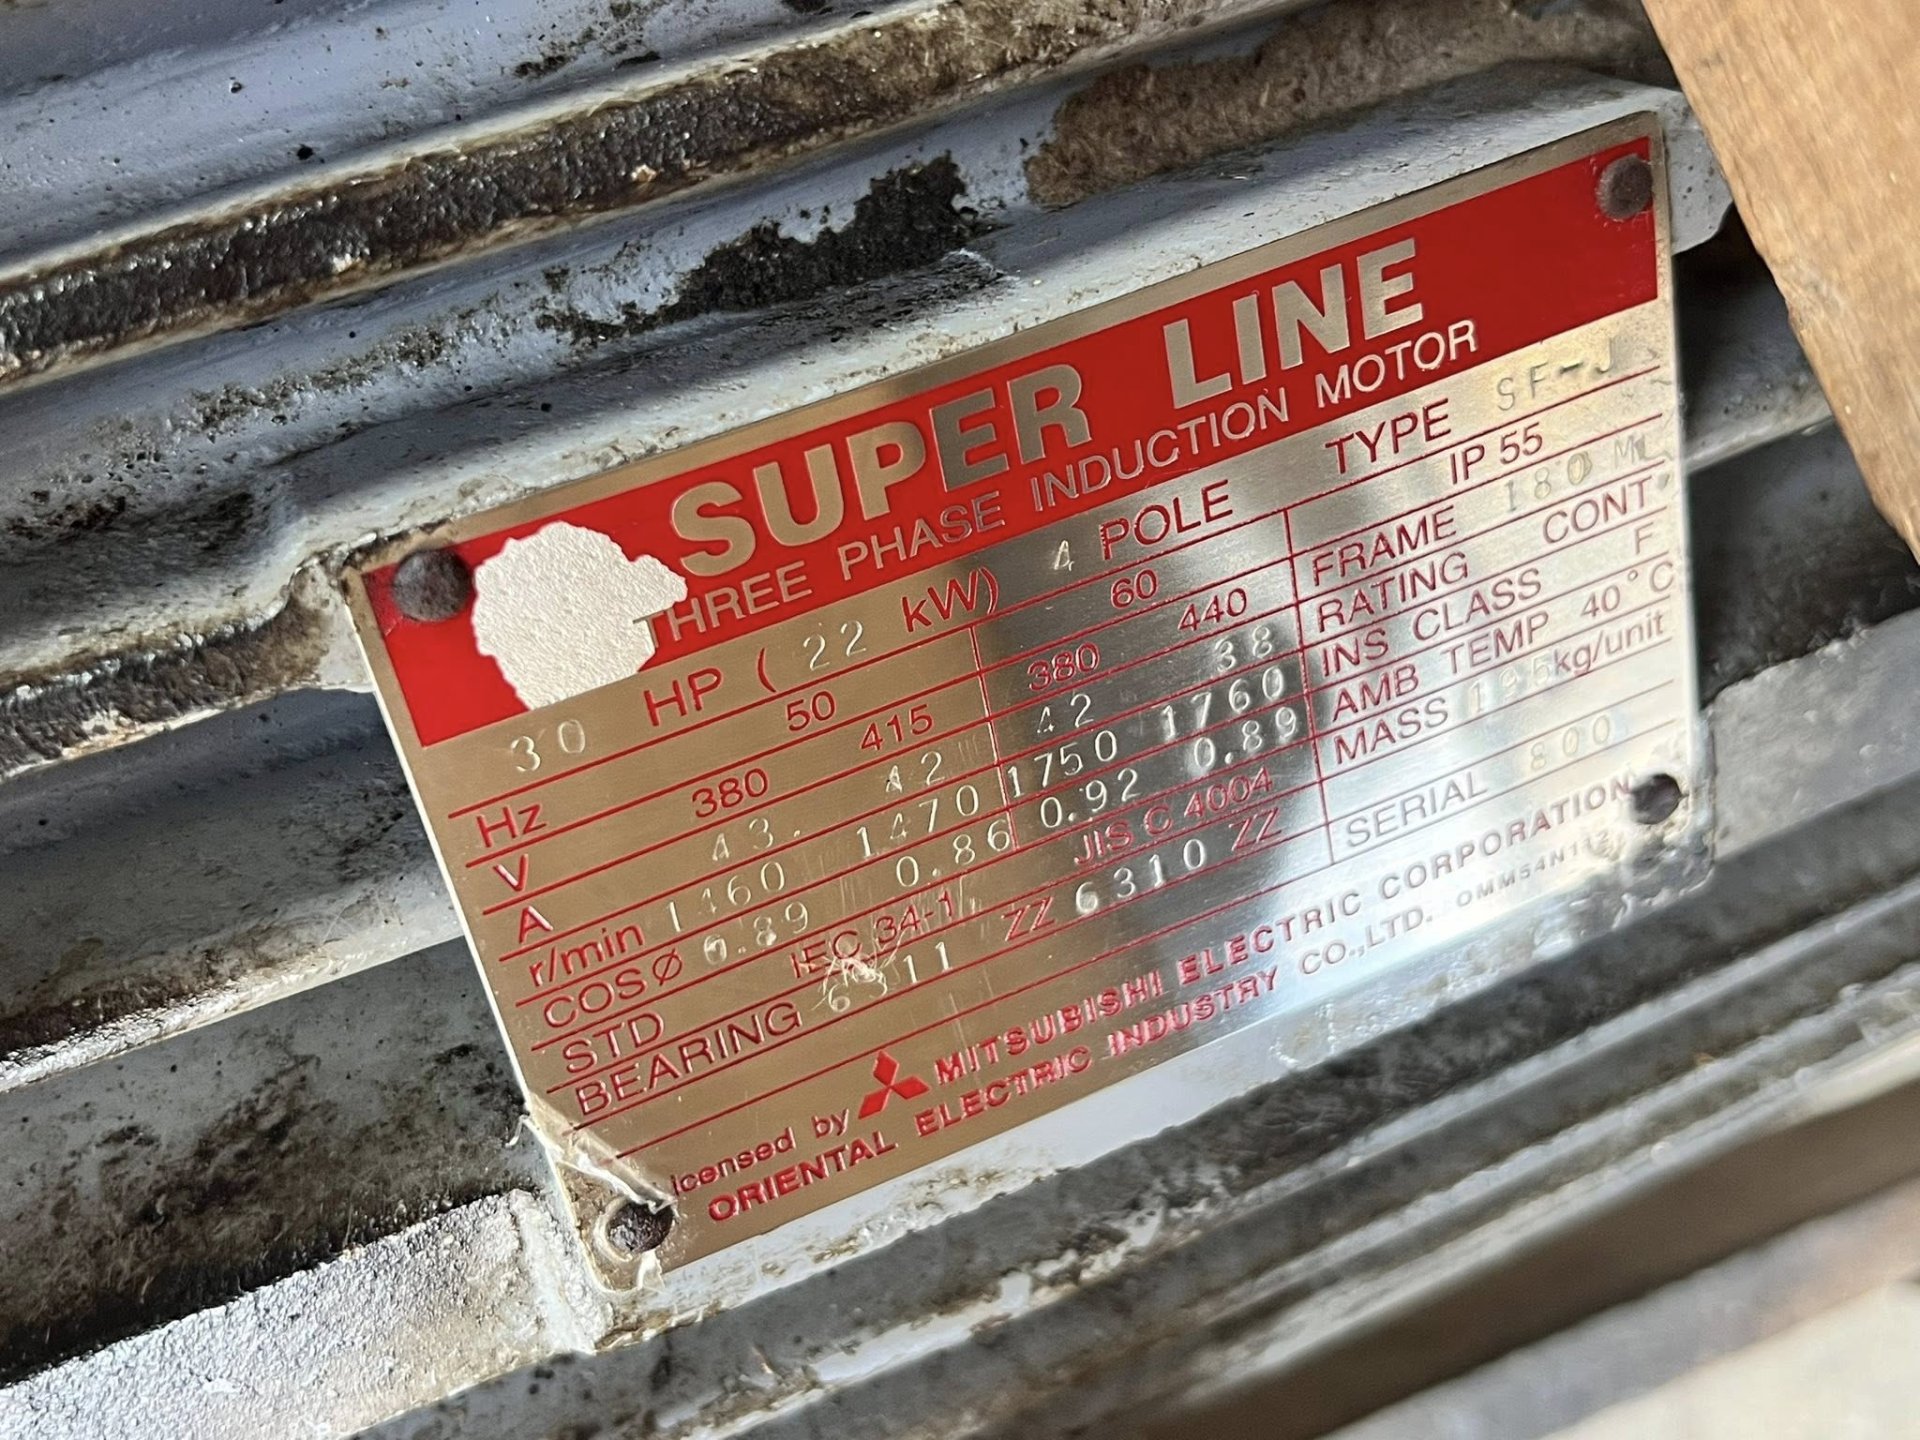 SUPER LINE
THREE PHASE INDUCTION MOTOR
30 HP ( 22 kW) 4 POLE TYPE SF-J
Hz 50 60 IP 55
V 380 415 380 440 FRAME 180 M
A 43. 42 42 38 RATING CONT
r/min 1460 1470 1750 1760 INS CLASS F
COSØ 0.89 0.86 0.92 0.89 AMB TEMP 40°C
STD IEC 34-1 JIS C 4004 MASS 195 kg/unit
BEARING 6311 ZZ 6310 ZZ SERIAL 800
licensed by MITSUBISHI ELECTRIC CORPORATION
ORIENTAL ELECTRIC INDUSTRY CO.,LTD.